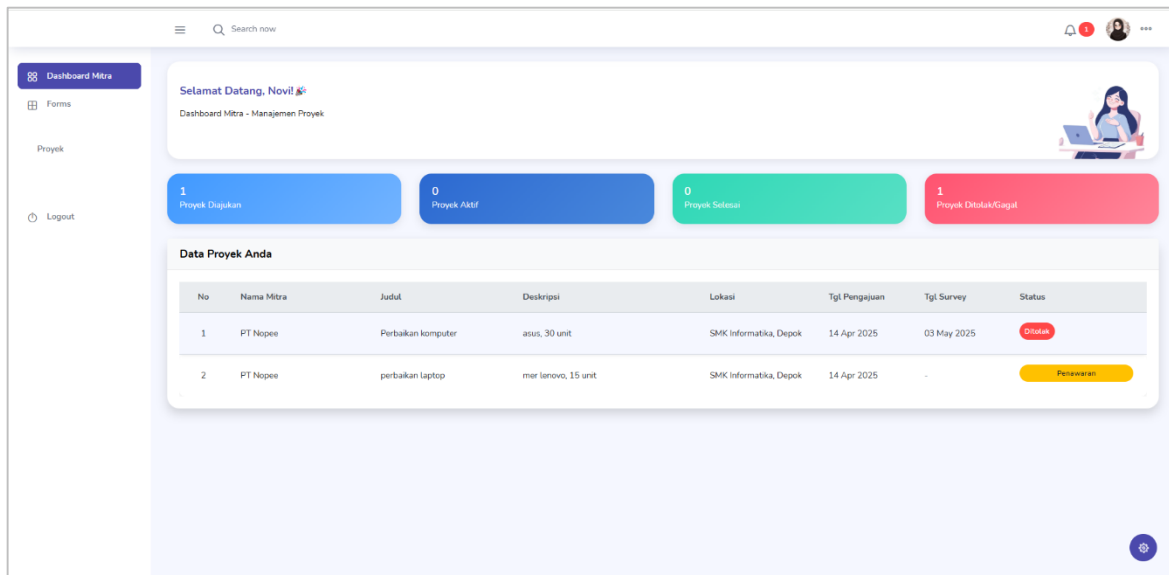 Search now
1
Dashboard Mitra
Forms
Proyek
Logout
Selamat Datang, Novi!🎉
Dashboard Mitra - Manajemen Proyek
1
Proyek Diajukan
0
Proyek Aktif
0
Proyek Selesai
1
Proyek Ditolak/Gagal
Data Proyek Anda
No Nama Mitra Judul Deskripsi Lokasi Tgl Pengajuan Tgl Survey Status
1 PT Nopee Perbaikan komputer asus, 30 unit SMK Informatika, Depok 14 Apr 2025 03 May 2025 Ditolak
2 PT Nopee perbaikan laptop mer lenovo, 15 unit SMK Informatika, Depok 14 Apr 2025 - Penawaran